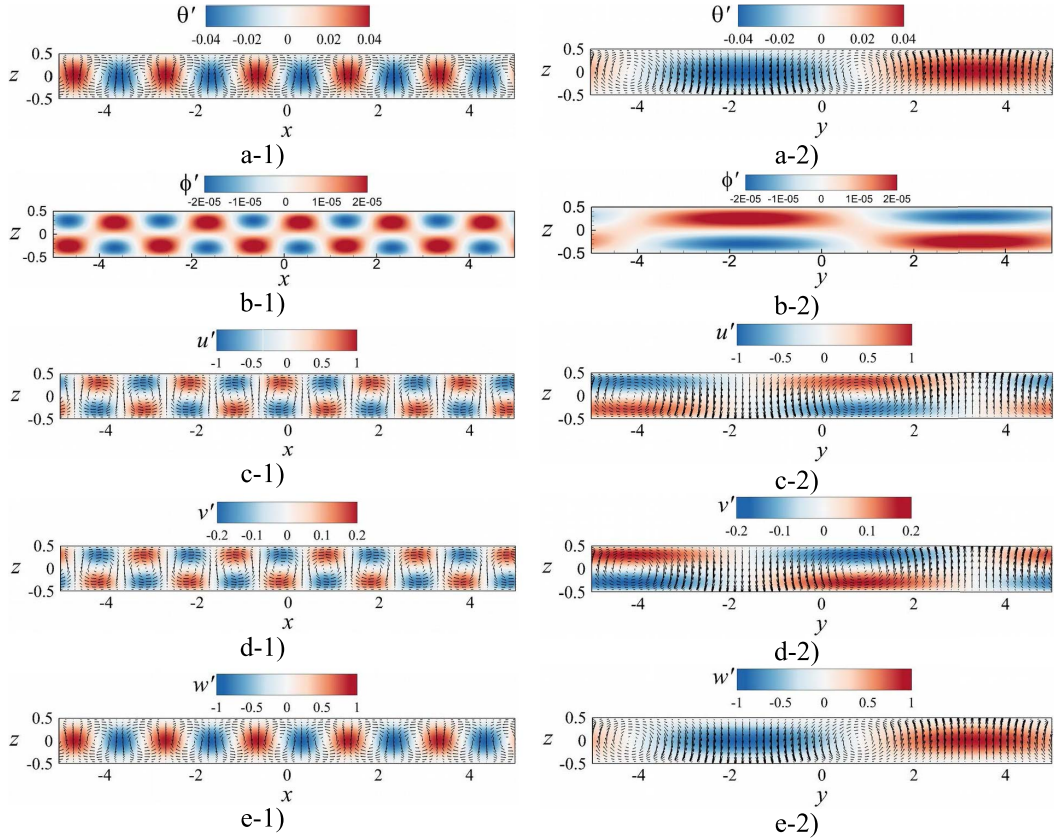 θ′ θ′
-0.04 -0.02 0 0.02 0.04 -0.04 -0.02 0 0.02 0.04
z 0.5 0 -0.5 z 0.5 0 -0.5
-4 -2 0 2 4 -4 -2 0 2 4
x y
a-1) a-2)
ϕ′ ϕ′
-2E-05 -1E-05 0 1E-05 2E-05 -2E-05 -1E-05 0 1E-05 2E-05
z 0.5 0 -0.5 z 0.5 0 -0.5
-4 -2 0 2 4 -4 -2 0 2 4
x y
b-1) b-2)
u′ u′
-1 -0.5 0 0.5 1 -1 -0.5 0 0.5 1
z 0.5 0 -0.5 z 0.5 0 -0.5
-4 -2 0 2 4 -4 -2 0 2 4
x y
c-1) c-2)
v′ v′
-0.2 -0.1 0 0.1 0.2 -0.2 -0.1 0 0.1 0.2
z 0.5 0 -0.5 z 0.5 0 -0.5
-4 -2 0 2 4 -4 -2 0 2 4
x y
d-1) d-2)
w′ w′
-1 -0.5 0 0.5 1 -1 -0.5 0 0.5 1
z 0.5 0 -0.5 z 0.5 0 -0.5
-4 -2 0 2 4 -4 -2 0 2 4
x y
e-1) e-2)